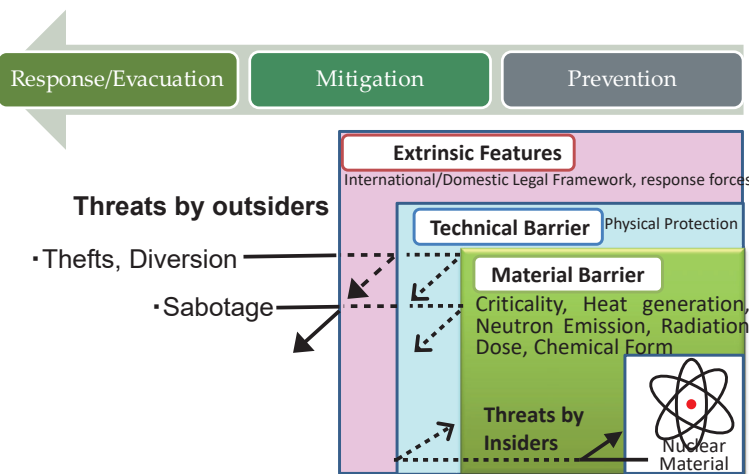 Response/Evacuation
Mitigation
Prevention
Extrinsic Features
International/Domestic Legal Framework, response forces
Threats by outsiders
Technical Barrier
Physical Protection
·Thefts, Diversion
Material Barrier
·Sabotage
Criticality, Heat generation,
Neutron Emission, Radiation
Dose, Chemical Form
Threats by
Insiders
Nuclear
Material